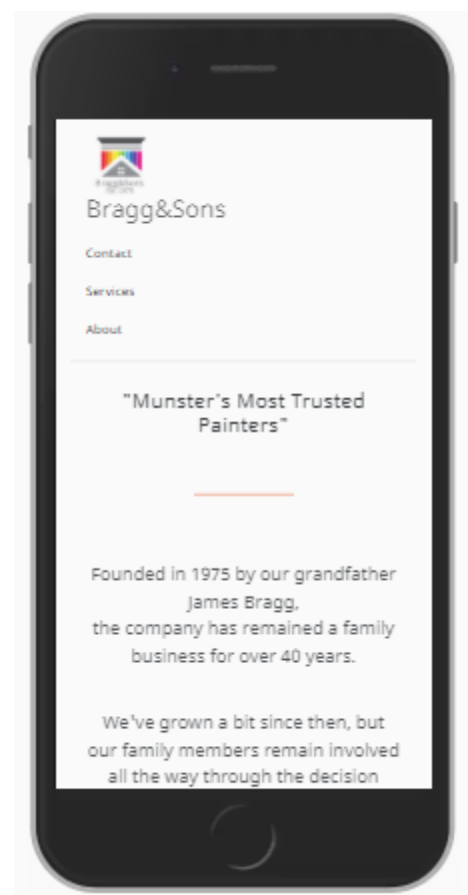 Bragg&Sons
Bragg&Sons
Contact
Services
About
"Munster's Most Trusted
Painters"
Founded in 1975 by our grandfather
James Bragg,
the company has remained a family
business for over 40 years.
We've grown a bit since then, but
our family members remain involved
all the way through the decision